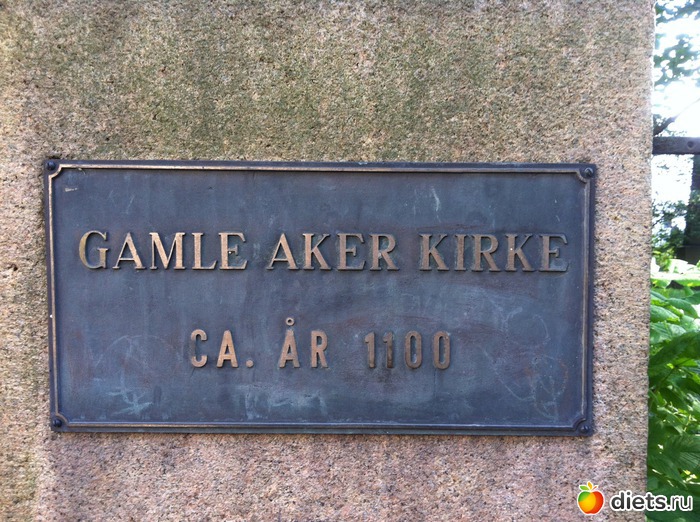 GAMLE AKER KIRKE
CA. ÅR 1100
diets.ru